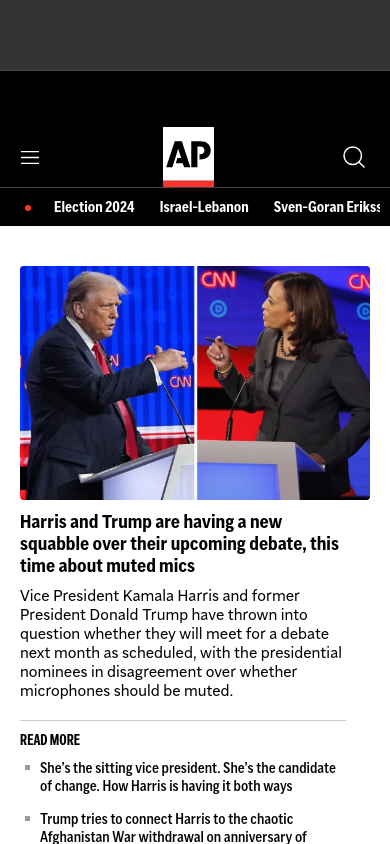 AP
Election 2024 Israel-Lebanon Sven-Goran Erikss
CNN
CNN
CNN
Harris and Trump are having a new
squabble over their upcoming debate, this
time about muted mics
Vice President Kamala Harris and former
President Donald Trump have thrown into
question whether they will meet for a debate
next month as scheduled, with the presidential
nominees in disagreement over whether
microphones should be muted.
READ MORE
She's the sitting vice president. She's the candidate
of change. How Harris is having it both ways
Trump tries to connect Harris to the chaotic
Afghanistan War withdrawal on anniversary of